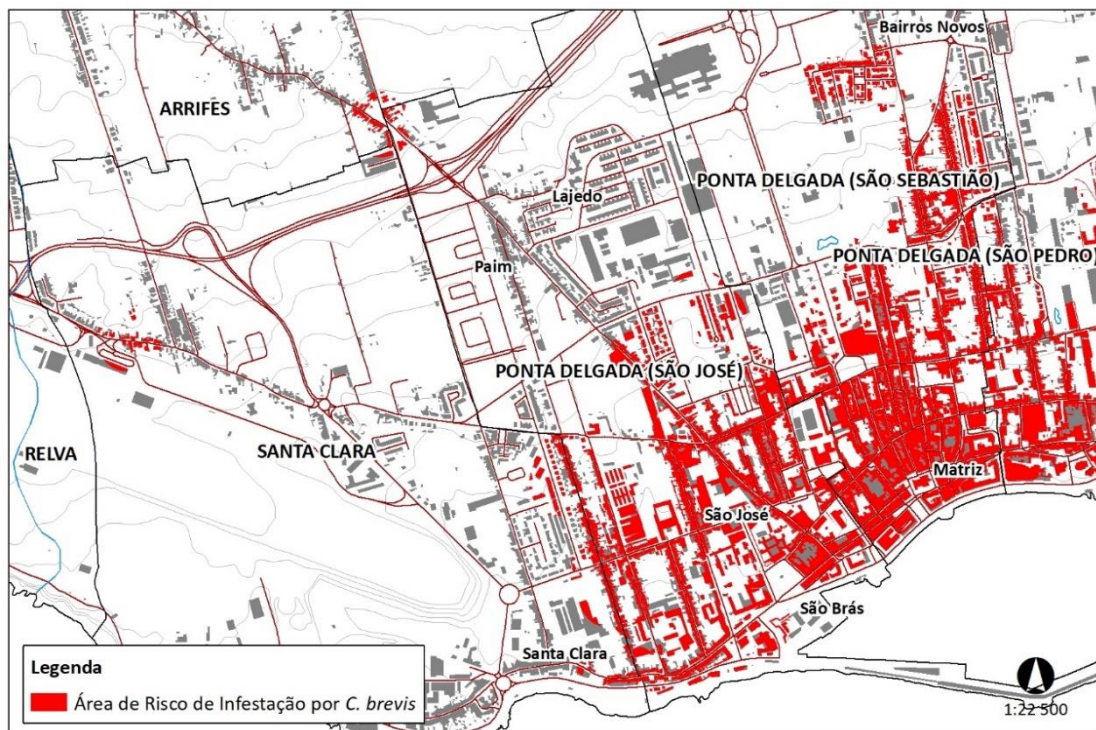 Bairros Novos
ARRIFES
PONTA DELGADA (SÃO SEBASTIÃO)
Lajedo
PONTA DELGADA (SÃO PEDRO)
Paim
PONTA DELGADA (SÃO JOSÉ)
RELVA
SANTA CLARA
Matriz
São José
São Brás
Santa Clara
Legenda
Área de Risco de Infestação por C. brevis
1:22 500